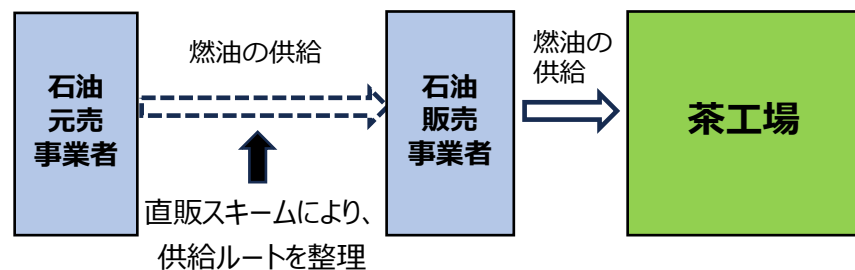 石油
元売
事業者
燃油の供給
石油
販売
事業者
燃油の
供給
茶工場
直販スキームにより、
供給ルートを整理